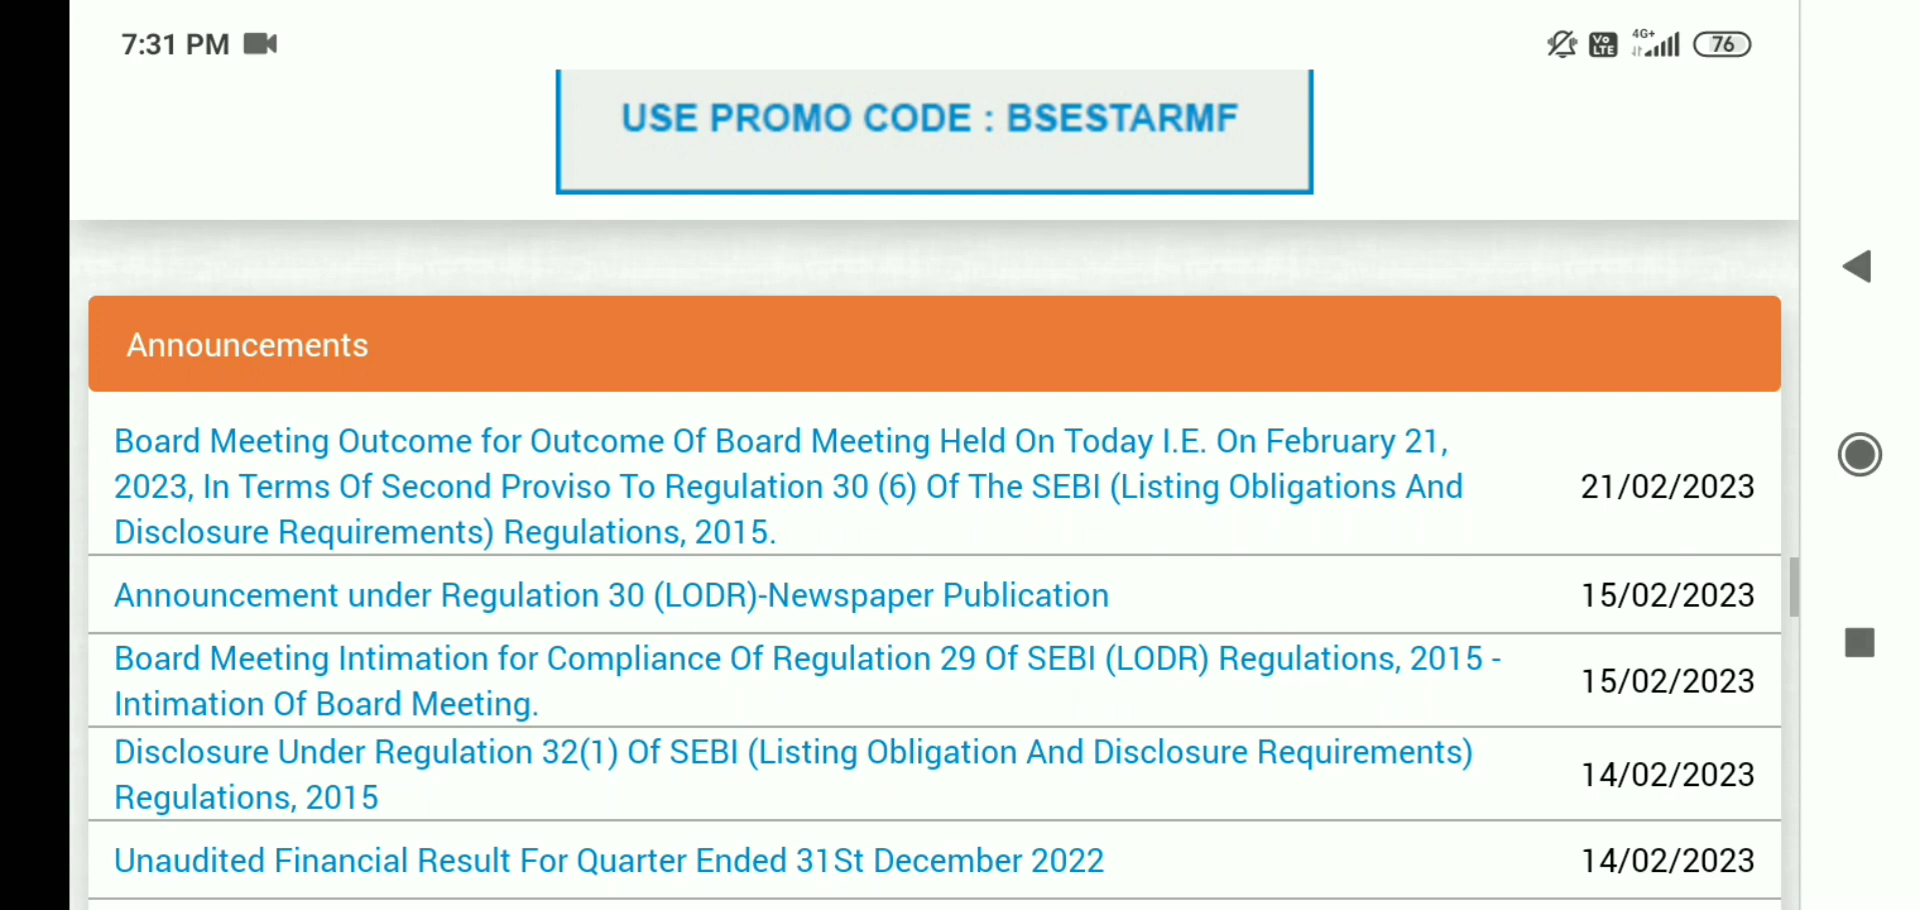 7:31 PM
Vo LTE 4G+ 76
USE PROMO CODE : BSESTARMF
Announcements
Board Meeting Outcome for Outcome Of Board Meeting Held On Today I.E. On February 21,
2023, In Terms Of Second Proviso To Regulation 30 (6) Of The SEBI (Listing Obligations And
Disclosure Requirements) Regulations, 2015.
21/02/2023
Announcement under Regulation 30 (LODR)-Newspaper Publication
15/02/2023
Board Meeting Intimation for Compliance Of Regulation 29 Of SEBI (LODR) Regulations, 2015 -
Intimation Of Board Meeting.
15/02/2023
Disclosure Under Regulation 32(1) Of SEBI (Listing Obligation And Disclosure Requirements)
Regulations, 2015
14/02/2023
Unaudited Financial Result For Quarter Ended 31St December 2022
14/02/2023